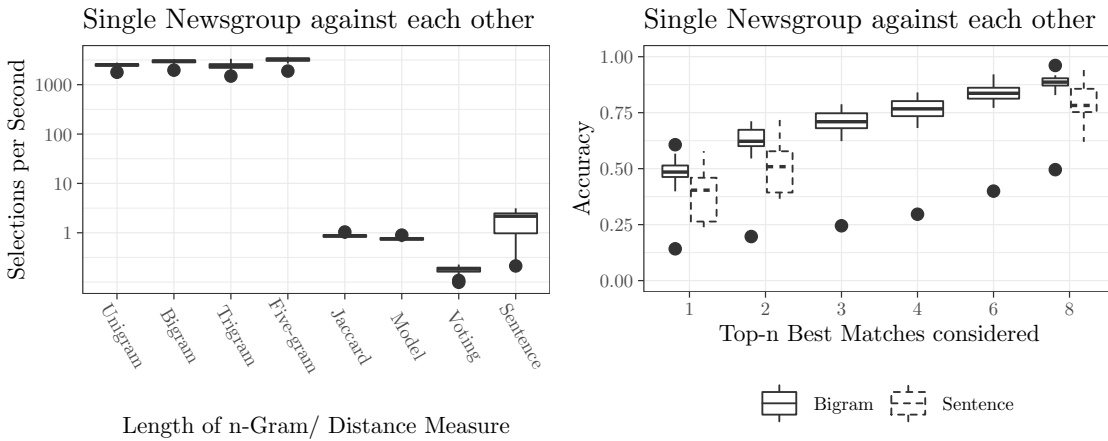 Single Newsgroup against each other
Selections per Second
1000
100
10
1
Unigram
Bigram
Trigram
Five-gram
Jaccard
Model
Voting
Sentence
Length of n-Gram/ Distance Measure
Single Newsgroup against each other
Accuracy
1.00
0.75
0.50
0.25
0.00
1 2 3 4 6 8
Top-n Best Matches considered
Bigram Sentence